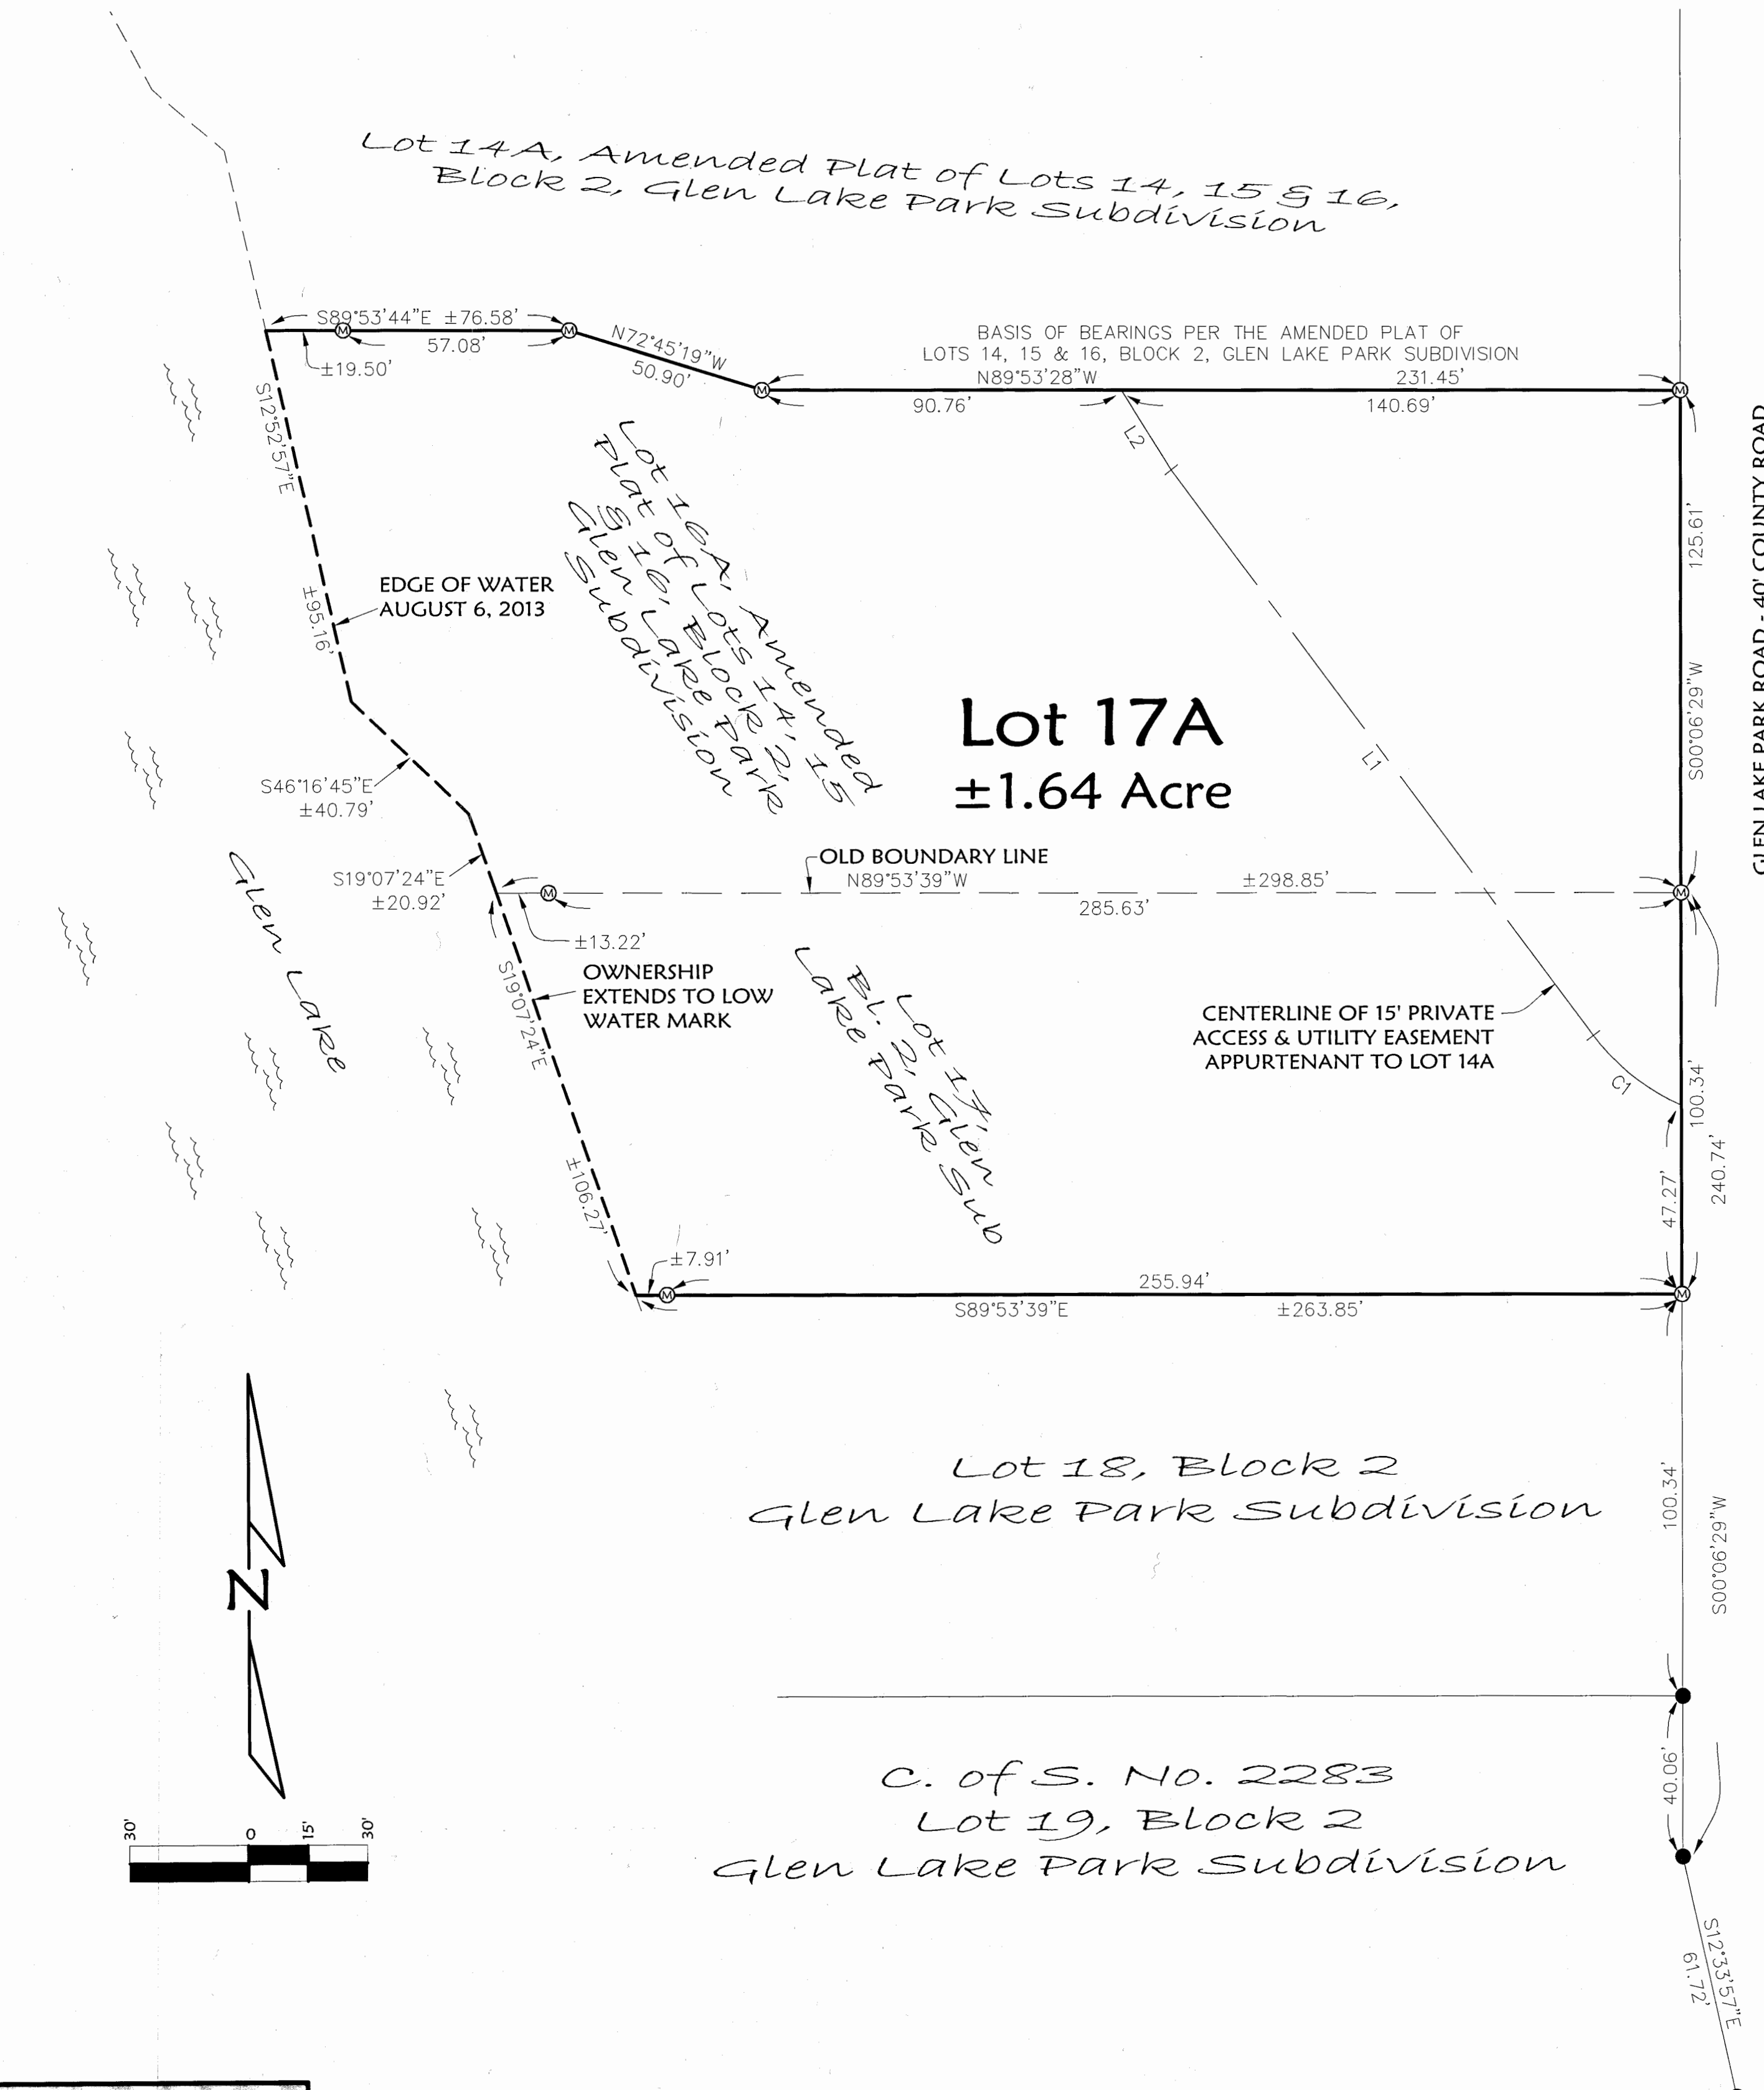 Lot 14A, Amended Plat of Lots 14, 15 & 16,
Block 2, Glen Lake Park Subdivision
S89°53'44"E ±76.58'
57.08'
±19.50'
N72°45'19"W
50.90'
BASIS OF BEARINGS PER THE AMENDED PLAT OF
LOTS 14, 15 & 16, BLOCK 2, GLEN LAKE PARK SUBDIVISION
N89°53'28"W 231.45'
90.76' 140.69'
L2
S12°52'57"E
±95.16'
EDGE OF WATER
AUGUST 6, 2013
Lot 16A, Amended
Plat of Lots 14, 15
& 16, Block 2,
Glen Lake Park
Subdivision
Lot 17A
±1.64 Acre
L1
125.61'
S00°06'29"W
GLEN LAKE PARK ROAD - 40' COUNTY ROAD
S46°16'45"E
±40.79'
S19°07'24"E
±20.92'
OLD BOUNDARY LINE
N89°53'39"W ±298.85'
285.63'
±13.22'
Glen Lake
OWNERSHIP
EXTENDS TO LOW
WATER MARK
S19°07'24"E
±106.27'
Lot 17,
Bl. 2, Glen
Lake Park Sub
CENTERLINE OF 15' PRIVATE
ACCESS & UTILITY EASEMENT
APPURTENANT TO LOT 14A
C1
100.34'
47.27'
240.74'
±7.91'
255.94'
S89°53'39"E ±263.85'
Lot 18, Block 2
Glen Lake Park Subdivision
100.34'
S00°06'29"W
N
C. of S. No. 2283
Lot 19, Block 2
Glen Lake Park Subdivision
40.06'
30' 0 15' 30'
S12°33'57"E
61.72'
M
M
M
M
M
M
M
M